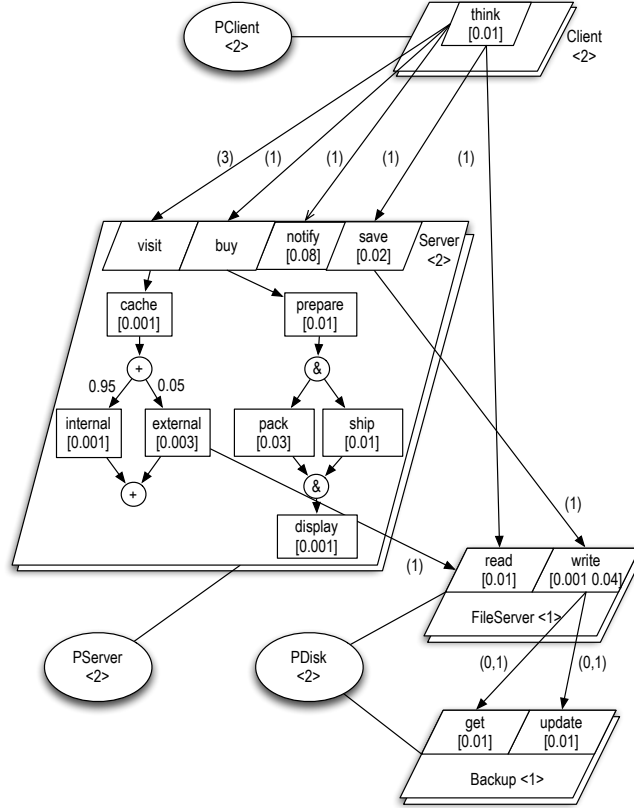 think
[0.01]
PClient
<2>
Client
<2>
(3)
(1)
(1)
(1)
(1)
visit
buy
notify
[0.08]
save
[0.02]
Server
<2>
cache
[0.001]
prepare
[0.01]
+
&
0.95
0.05
internal
[0.001]
external
[0.003]
pack
[0.03]
ship
[0.01]
+
&
display
[0.001]
(1)
(1)
read
[0.01]
write
[0.001 0.04]
FileServer <1>
PServer
<2>
PDisk
<2>
(0,1)
(0,1)
get
[0.01]
update
[0.01]
Backup <1>